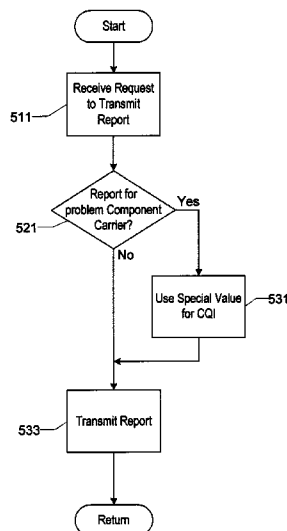 Start
511
Receive Request
to Transmit
Report
521
Report for
problem Component
Carrier?
Yes
No
Use Special Value
for CQI
531
533
Transmit Report
Return